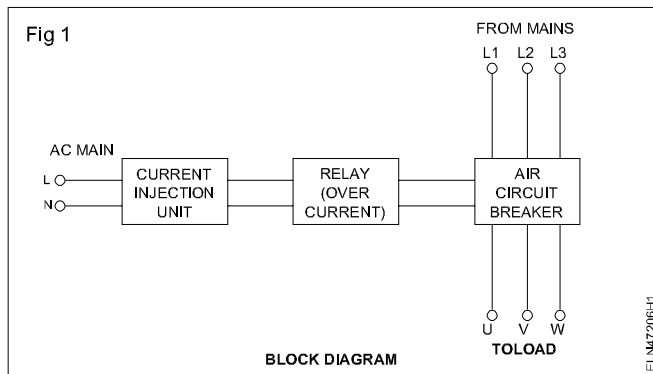 Fig 1
FROM MAINS
L1 L2 L3
AC MAIN
L
N
CURRENT
INJECTION
UNIT
RELAY
(OVER
CURRENT)
AIR
CIRCUIT
BREAKER
U V W
TOLOAD
BLOCK DIAGRAM
ELN47206H1